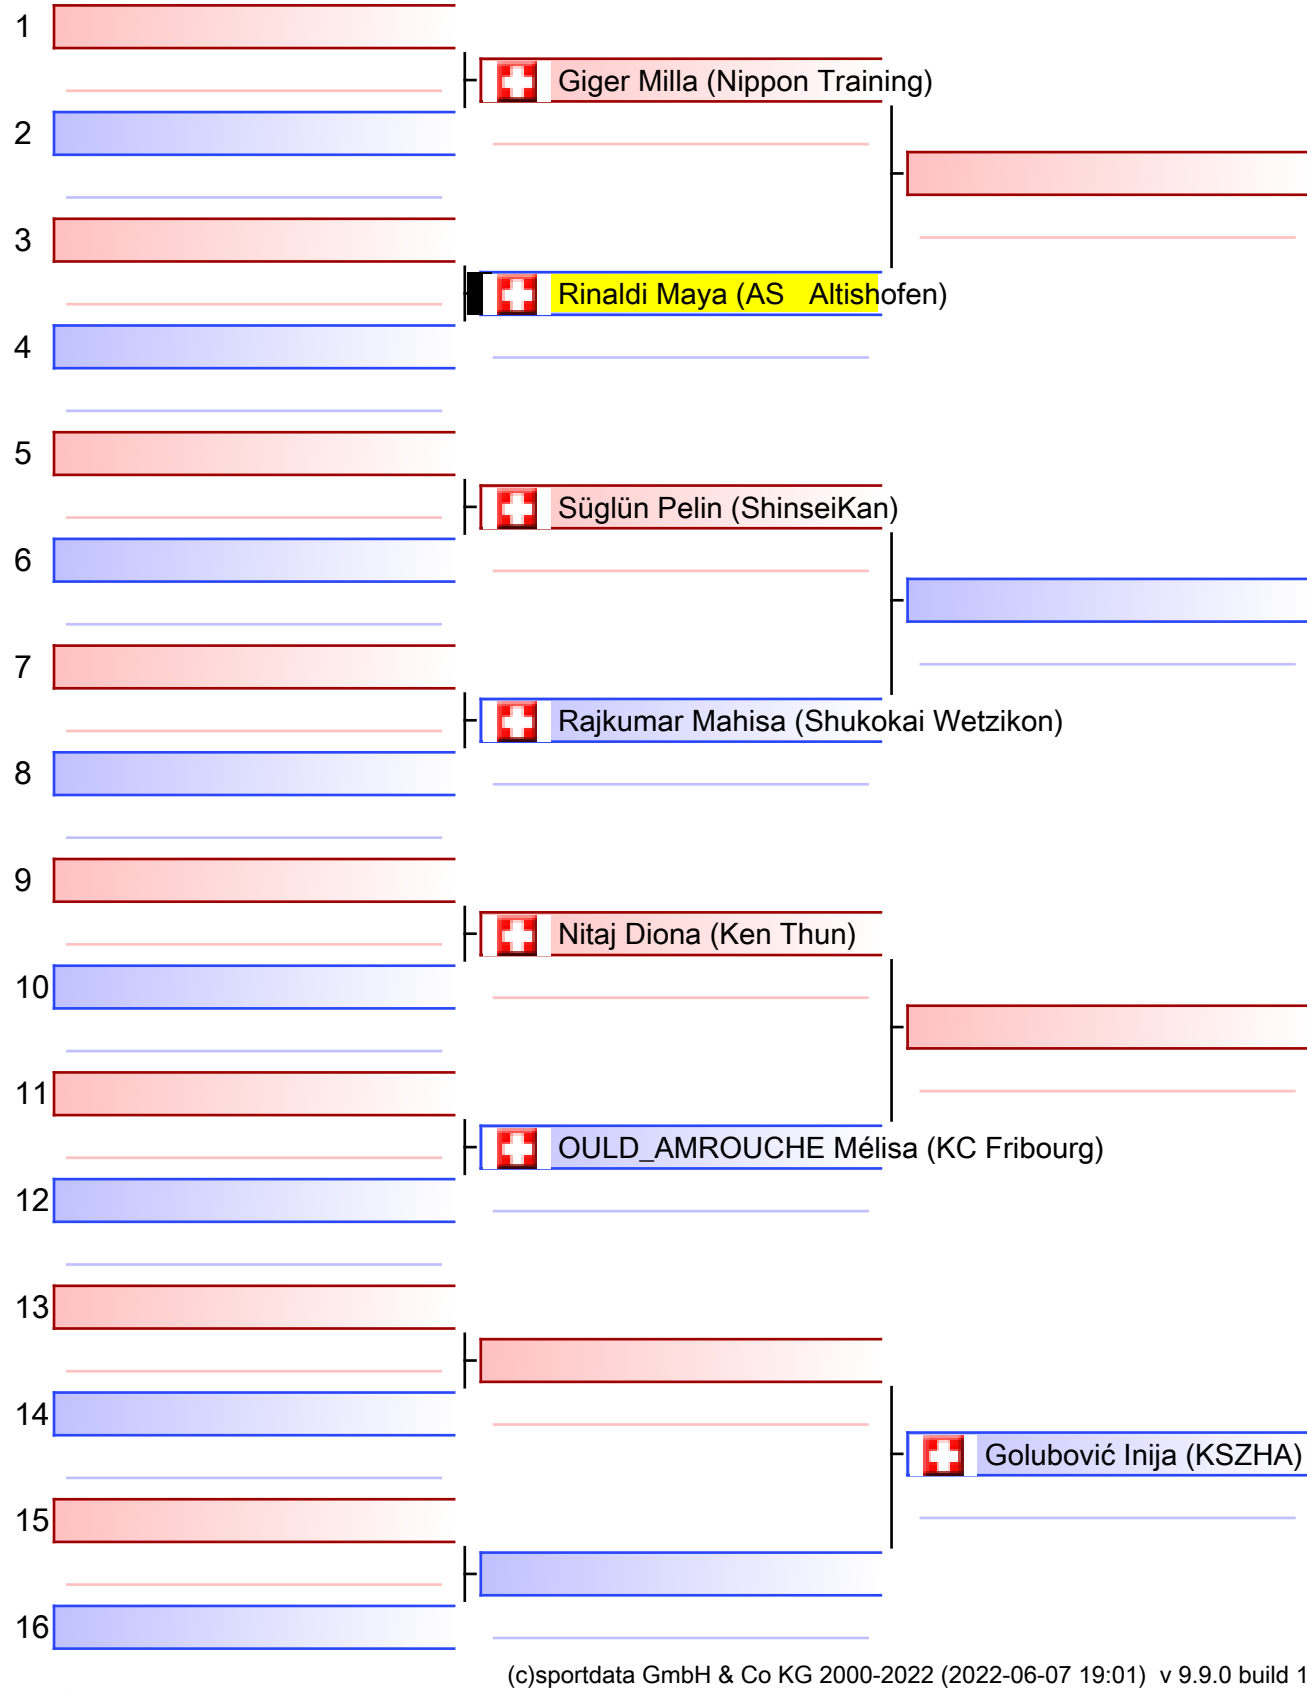 1
Giger Milla (Nippon Training)
2
3
Rinaldi Maya (AS Altishofen)
4
5
Süglün Pelin (ShinseiKan)
6
7
Rajkumar Mahisa (Shukokai Wetzikon)
8
9
Nitaj Diona (Ken Thun)
10
11
OULD_AMROUCHE Mélisa (KC Fribourg)
12
13
14
Golubović Inija (KSZHA)
15
16
(c)sportdata GmbH & Co KG 2000-2022 (2022-06-07 19:01) v 9.9.0 build 1